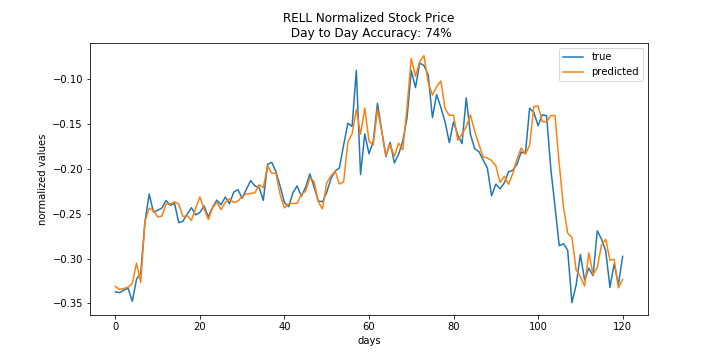 RELL Normalized Stock Price
Day to Day Accuracy: 74%
true
predicted
normalized values
−0.10
−0.15
−0.20
−0.25
−0.30
−0.35
0
20
40
60
80
100
120
days